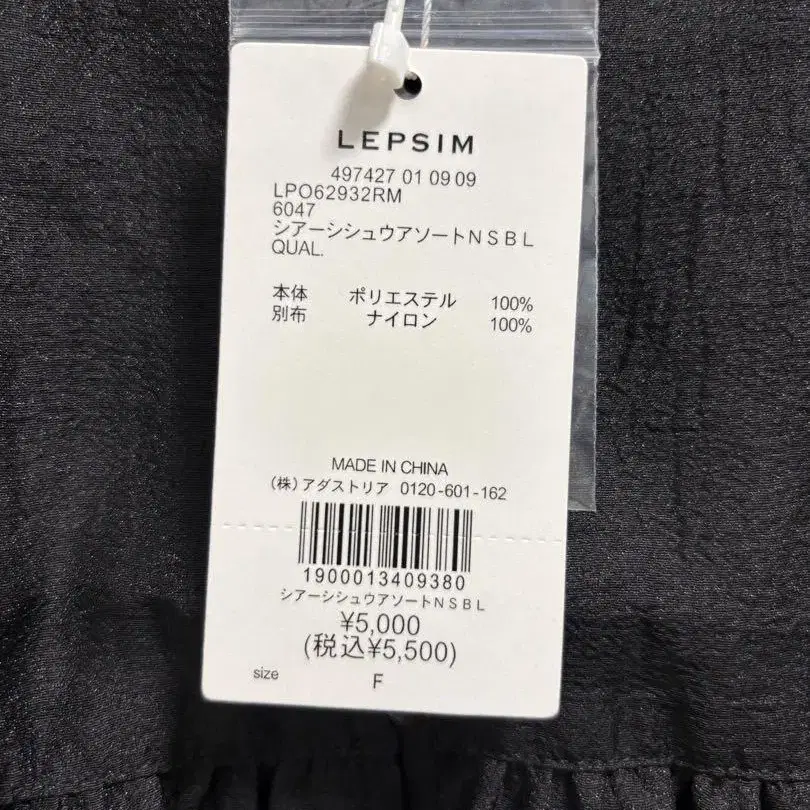 LEPSIM
497427 01 09 09
LPO62932RM
6047
シアーシシュウアソートNSBL
QUAL.
本体 ポリエステル 100%
別布 ナイロン 100%
MADE IN CHINA
(株)アダストリア 0120-601-162
1900013409380
シアーシシュウアソートNSBL
¥5,000
(税込¥5,500)
size F